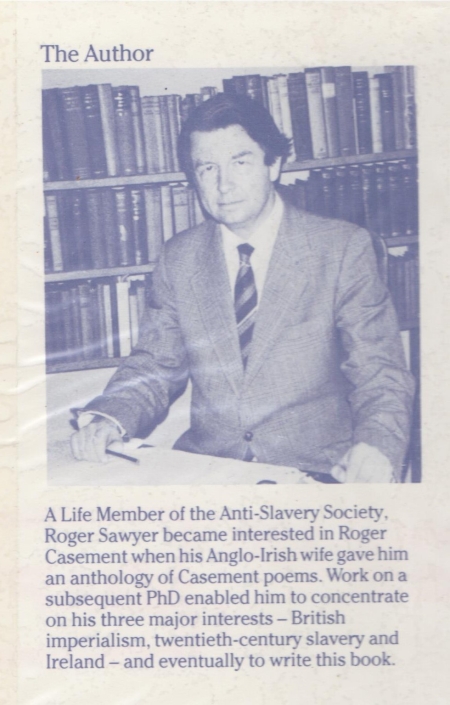 The Author
A Life Member of the Anti-Slavery Society,
Roger Sawyer became interested in Roger
Casement when his Anglo-Irish wife gave him
an anthology of Casement poems. Work on a
subsequent PhD enabled him to concentrate
on his three major interests – British
imperialism, twentieth-century slavery and
Ireland – and eventually to write this book.